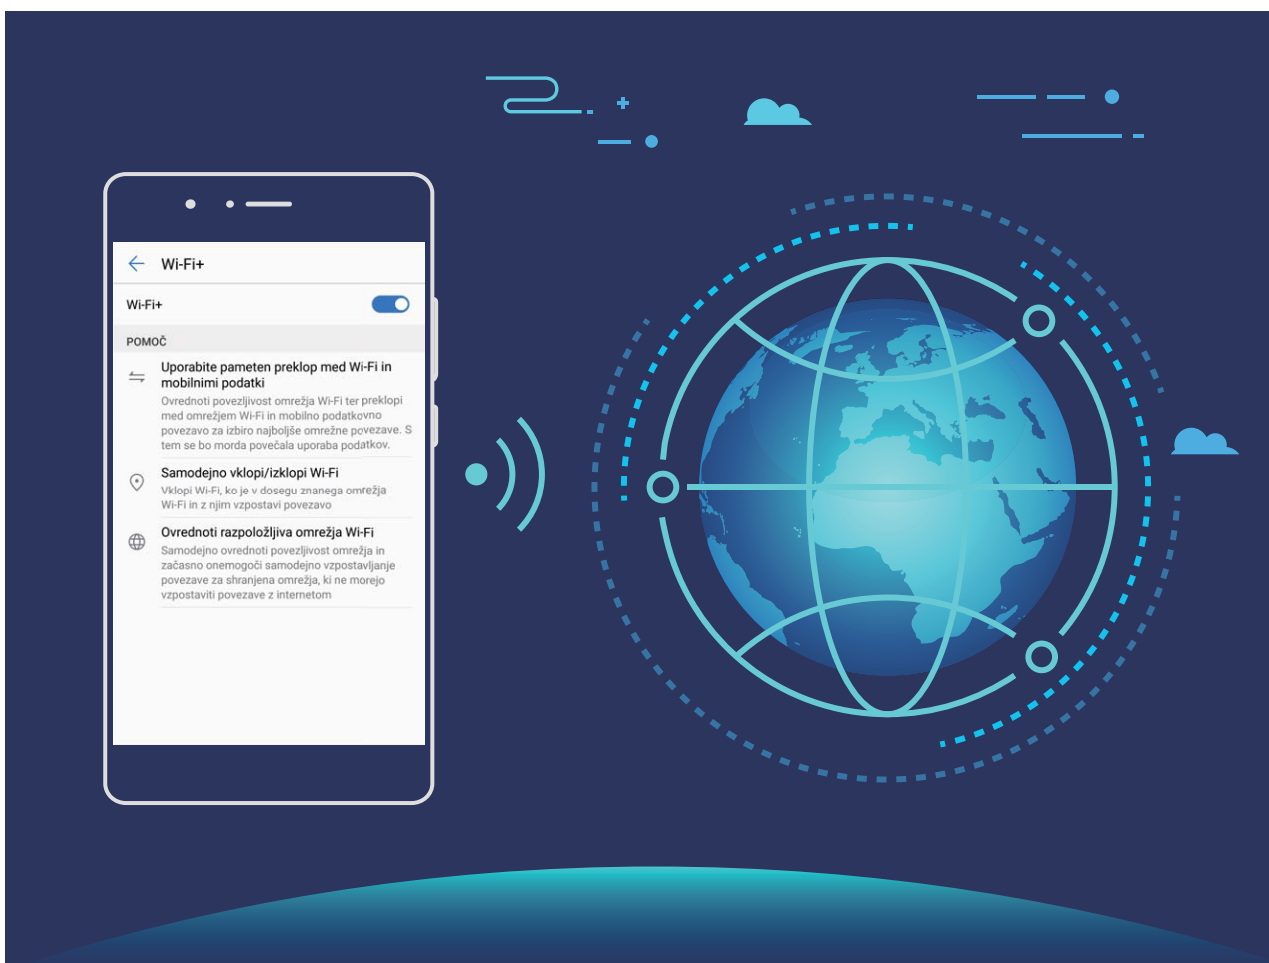 Wi-Fi+
Wi-Fi+
POMOČ
Uporabite pameten preklop med Wi-Fi in
mobilnimi podatki
Ovrednoti povezljivost omrežja Wi-Fi ter preklopi
med omrežjem Wi-Fi in mobilno podatkovno
povezavo za izbiro najboljše omrežne povezave. S
tem se bo morda povečala uporaba podatkov.
Samodejno vklopi/izklopi Wi-Fi
Vklopi Wi-Fi, ko je v dosegu znanega omrežja
Wi-Fi in z njim vzpostavi povezavo
Ovrednoti razpoložljiva omrežja Wi-Fi
Samodejno ovrednoti povezljivost omrežja in
začasno onemogoči samodejno vzpostavljanje
povezave za shranjena omrežja, ki ne morejo
vzpostaviti povezave z internetom